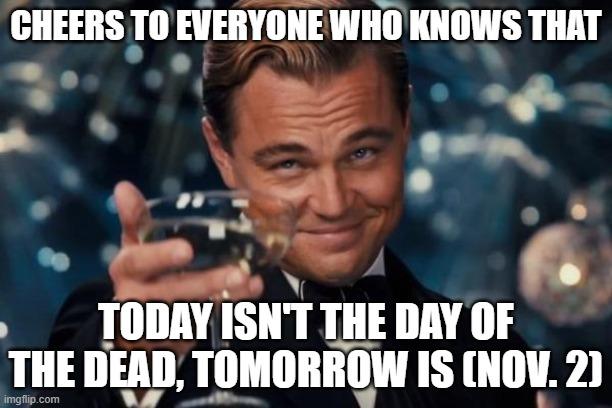 CHEERS TO EVERYONE WHO KNOWS THAT
TODAY ISN'T THE DAY OF
THE DEAD, TOMORROW IS (NOV. 2)
imgflip.com